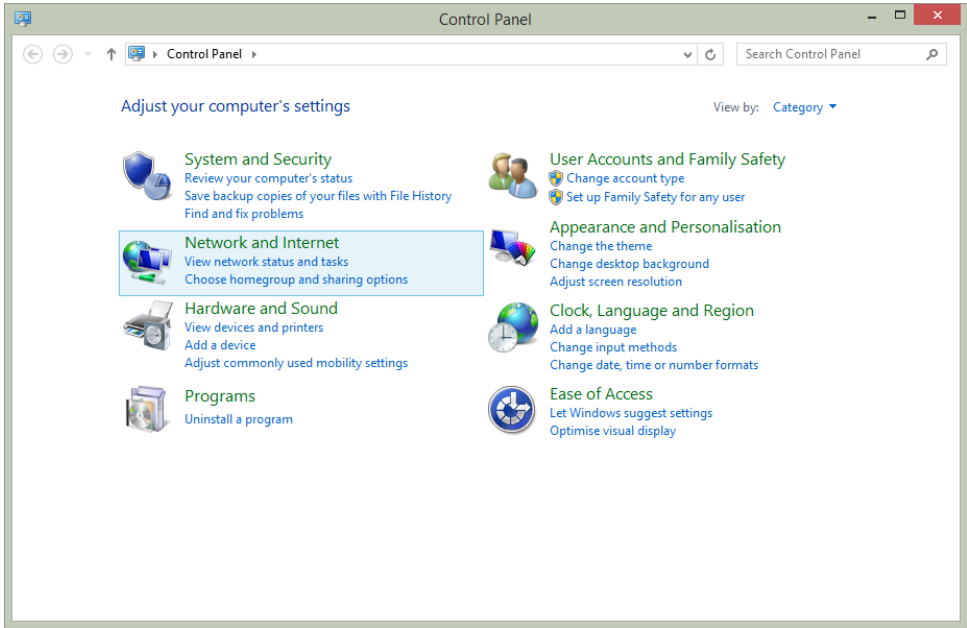 Control Panel
Control Panel
Search Control Panel
Adjust your computer's settings
View by: Category
System and Security
Review your computer's status
Save backup copies of your files with File History
Find and fix problems
Network and Internet
View network status and tasks
Choose homegroup and sharing options
Hardware and Sound
View devices and printers
Add a device
Adjust commonly used mobility settings
Programs
Uninstall a program
User Accounts and Family Safety
Change account type
Set up Family Safety for any user
Appearance and Personalisation
Change the theme
Change desktop background
Adjust screen resolution
Clock, Language and Region
Add a language
Change input methods
Change date, time or number formats
Ease of Access
Let Windows suggest settings
Optimise visual display